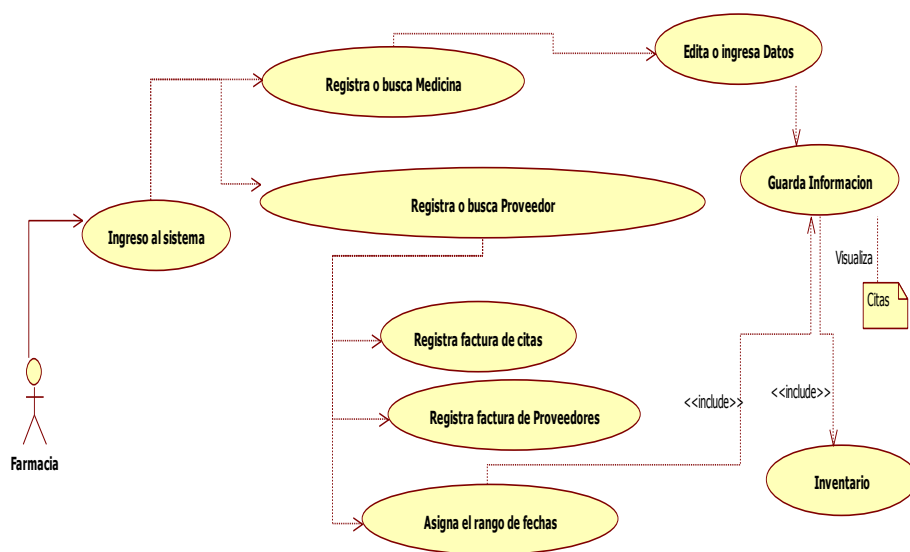 Edita o ingresa Datos
Registra o busca Medicina
Guarda Informacion
Registra o busca Proveedor
Ingreso al sistema
Visualiza
Citas
Registra factura de citas
<<include>>
<<include>>
Registra factura de Proveedores
Farmacia
Inventario
Asigna el rango de fechas